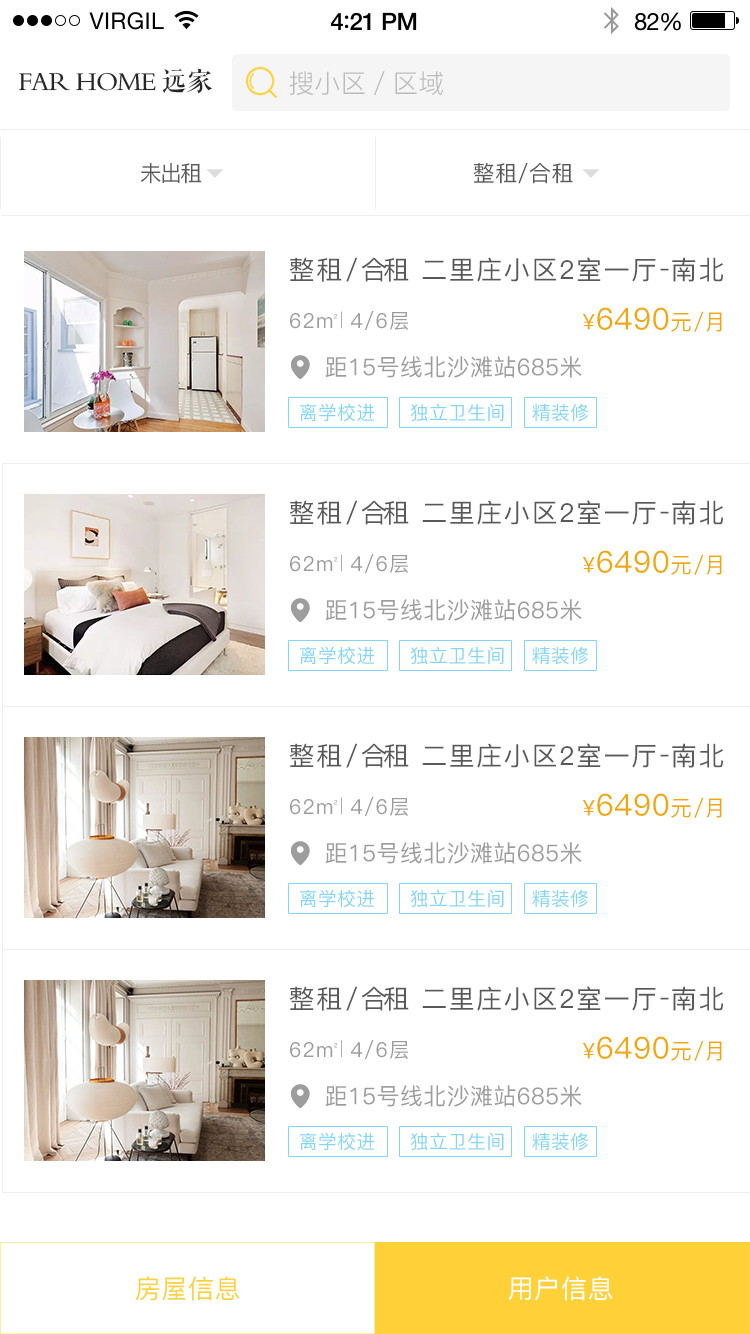 VIRGIL 4:21 PM 82%
FAR HOME 远家 搜小区 / 区域
未出租 整租/合租
整租/合租 二里庄小区2室一厅-南北
62㎡| 4/6层 ¥6490元/月
距15号线北沙滩站685米
离学校进 独立卫生间 精装修
整租/合租 二里庄小区2室一厅-南北
62㎡| 4/6层 ¥6490元/月
距15号线北沙滩站685米
离学校进 独立卫生间 精装修
整租/合租 二里庄小区2室一厅-南北
62㎡| 4/6层 ¥6490元/月
距15号线北沙滩站685米
离学校进 独立卫生间 精装修
整租/合租 二里庄小区2室一厅-南北
62㎡| 4/6层 ¥6490元/月
距15号线北沙滩站685米
离学校进 独立卫生间 精装修
房屋信息 用户信息